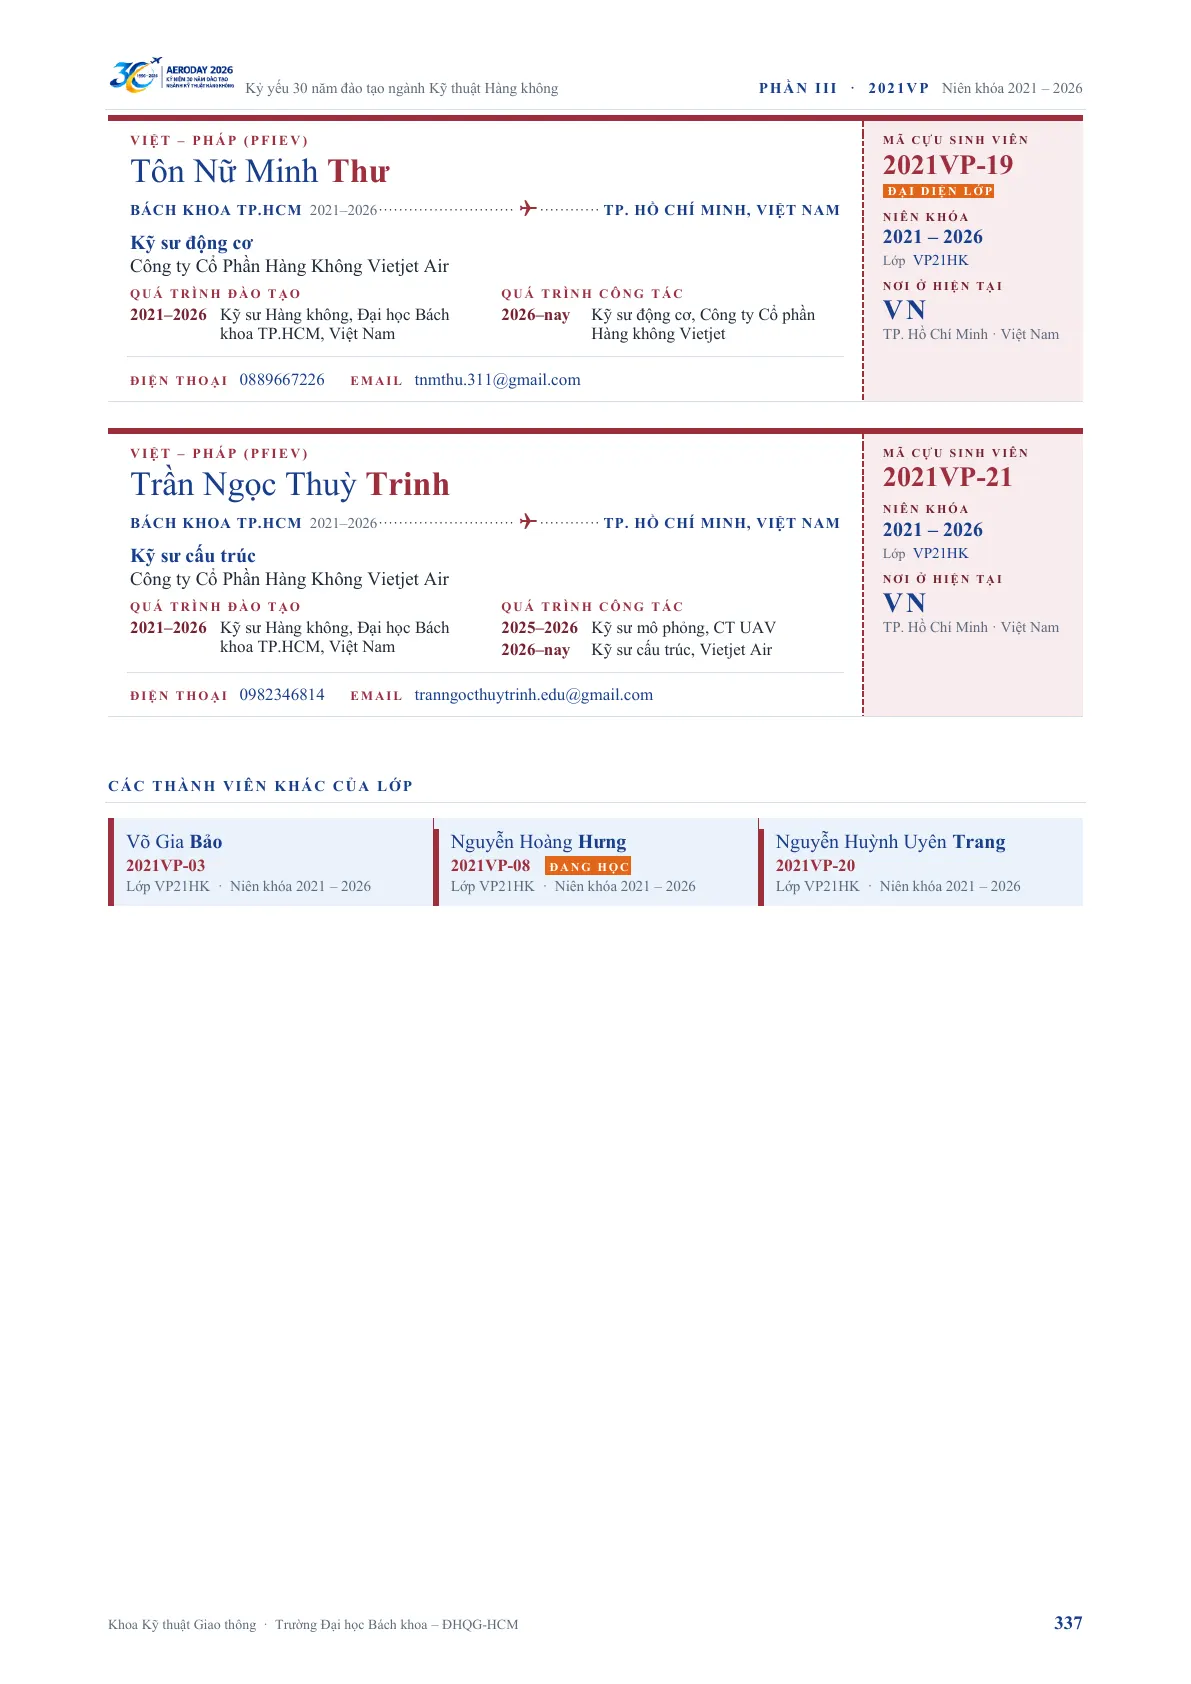 30 1996 - 2026 AERODAY 2026
KỶ NIỆM 30 NĂM ĐÀO TẠO
NGÀNH KỸ THUẬT HÀNG KHÔNG
Kỷ yếu 30 năm đào tạo ngành Kỹ thuật Hàng không
PHẦN III · 2021VP Niên khóa 2021 – 2026
VIỆT – PHÁP (PFIEV)
Tôn Nữ Minh Thư
BÁCH KHOA TP.HCM 2021–2026 TP. HỒ CHÍ MINH, VIỆT NAM
Kỹ sư động cơ
Công ty Cổ Phần Hàng Không Vietjet Air
QUÁ TRÌNH ĐÀO TẠO
2021–2026 Kỹ sư Hàng không, Đại học Bách
khoa TP.HCM, Việt Nam
QUÁ TRÌNH CÔNG TÁC
2026–nay Kỹ sư động cơ, Công ty Cổ phần
Hàng không Vietjet
ĐIỆN THOẠI 0889667226 EMAIL tnmthu.311@gmail.com
MÃ CỰU SINH VIÊN
2021VP-19
ĐẠI DIỆN LỚP
NIÊN KHÓA
2021 – 2026
Lớp VP21HK
NƠI Ở HIỆN TẠI
VN
TP. Hồ Chí Minh · Việt Nam
VIỆT – PHÁP (PFIEV)
Trần Ngọc Thuỳ Trinh
BÁCH KHOA TP.HCM 2021–2026 TP. HỒ CHÍ MINH, VIỆT NAM
Kỹ sư cấu trúc
Công ty Cổ Phần Hàng Không Vietjet Air
QUÁ TRÌNH ĐÀO TẠO
2021–2026 Kỹ sư Hàng không, Đại học Bách
khoa TP.HCM, Việt Nam
QUÁ TRÌNH CÔNG TÁC
2025–2026 Kỹ sư mô phỏng, CT UAV
2026–nay Kỹ sư cấu trúc, Vietjet Air
ĐIỆN THOẠI 0982346814 EMAIL tranngocthuytrinh.edu@gmail.com
MÃ CỰU SINH VIÊN
2021VP-21
NIÊN KHÓA
2021 – 2026
Lớp VP21HK
NƠI Ở HIỆN TẠI
VN
TP. Hồ Chí Minh · Việt Nam
CÁC THÀNH VIÊN KHÁC CỦA LỚP
Võ Gia Bảo
2021VP-03
Lớp VP21HK · Niên khóa 2021 – 2026
Nguyễn Hoàng Hưng
2021VP-08 ĐANG HỌC
Lớp VP21HK · Niên khóa 2021 – 2026
Nguyễn Huỳnh Uyên Trang
2021VP-20
Lớp VP21HK · Niên khóa 2021 – 2026
Khoa Kỹ thuật Giao thông · Trường Đại học Bách khoa – ĐHQG-HCM
337